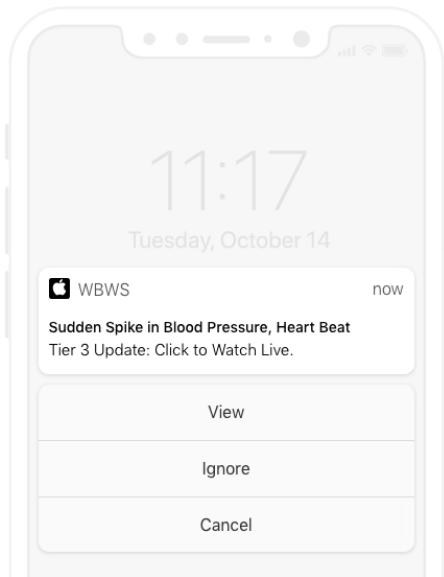 11:17
Tuesday, October 14
WBWS now
Sudden Spike in Blood Pressure, Heart Beat
Tier 3 Update: Click to Watch Live.
View
Ignore
Cancel